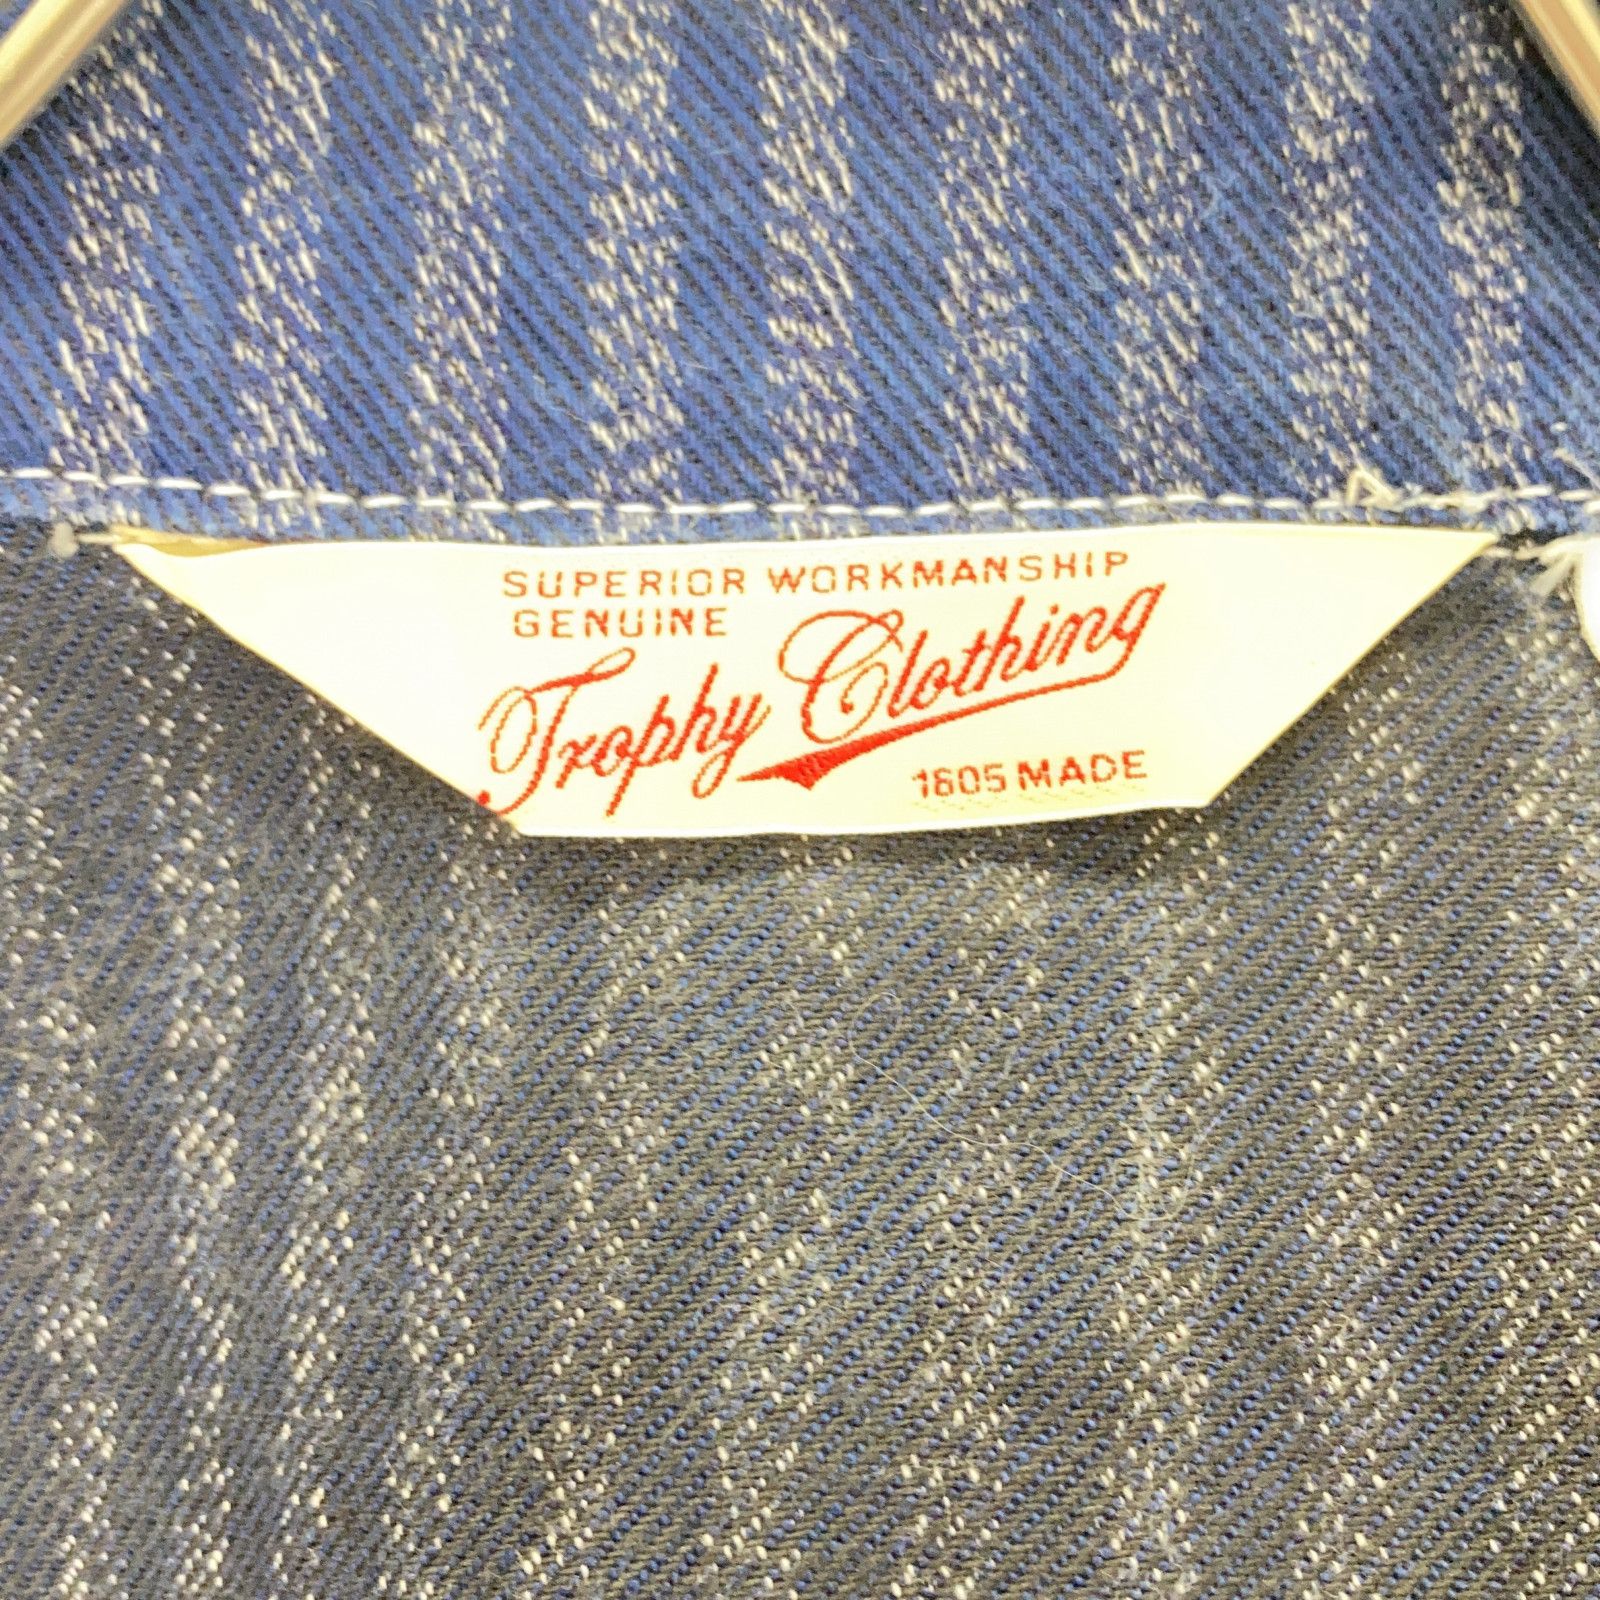 SUPERIOR WORKMANSHIP
GENUINE
Trophy Clothing
1605 MADE